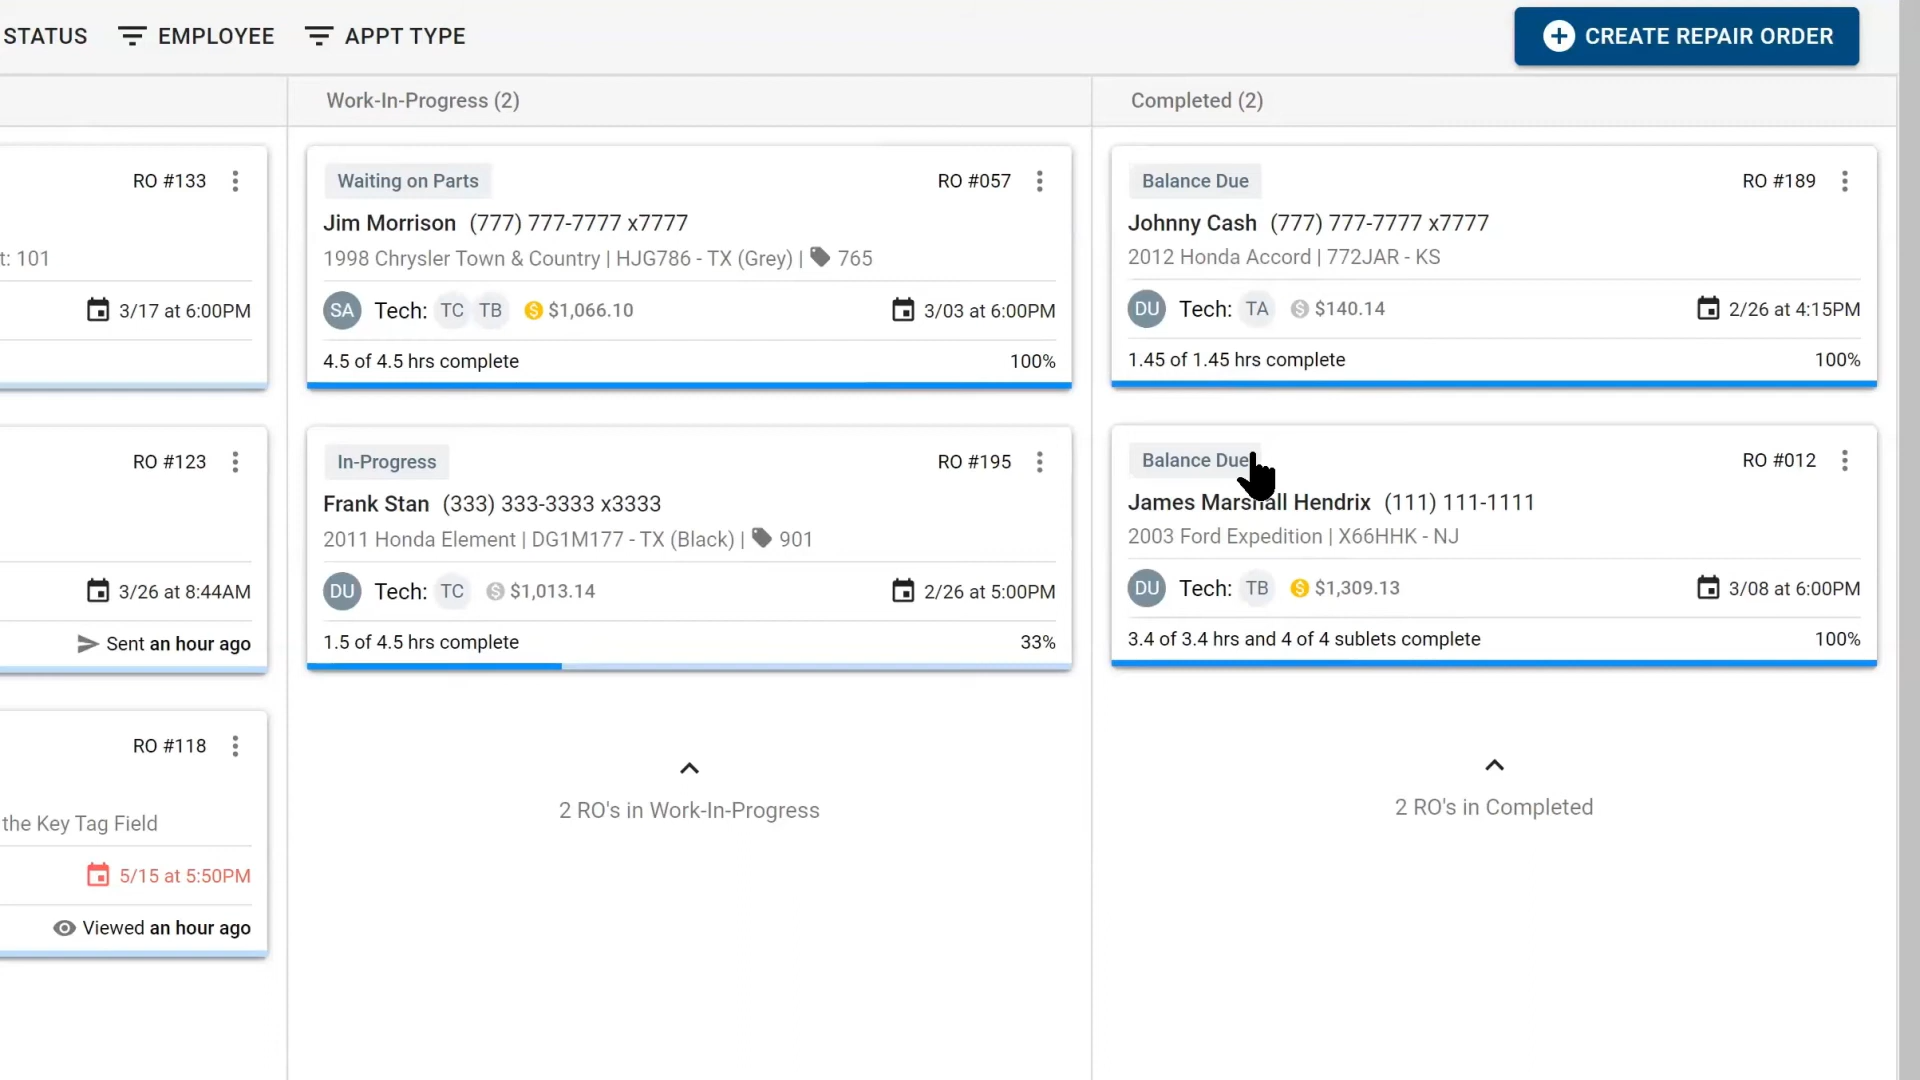 STATUS EMPLOYEE APPT TYPE CREATE REPAIR ORDER
Work-In-Progress (2)
Completed (2)
RO #133
t: 101
3/17 at 6:00PM
RO #123
3/26 at 8:44AM
Sent an hour ago
RO #118
the Key Tag Field
5/15 at 5:50PM
Viewed an hour ago
Waiting on Parts RO #057
Jim Morrison (777) 777-7777 x7777
1998 Chrysler Town & Country | HJG786 - TX (Grey) | 765
SA Tech: TC TB $1,066.10 3/03 at 6:00PM
4.5 of 4.5 hrs complete 100%
In-Progress RO #195
Frank Stan (333) 333-3333 x3333
2011 Honda Element | DG1M177 - TX (Black) | 901
DU Tech: TC $1,013.14 2/26 at 5:00PM
1.5 of 4.5 hrs complete 33%
2 RO's in Work-In-Progress
Balance Due RO #189
Johnny Cash (777) 777-7777 x7777
2012 Honda Accord | 772JAR - KS
DU Tech: TA $140.14 2/26 at 4:15PM
1.45 of 1.45 hrs complete 100%
Balance Due RO #012
James Marshall Hendrix (111) 111-1111
2003 Ford Expedition | X66HHK - NJ
DU Tech: TB $1,309.13 3/08 at 6:00PM
3.4 of 3.4 hrs and 4 of 4 sublets complete 100%
2 RO's in Completed